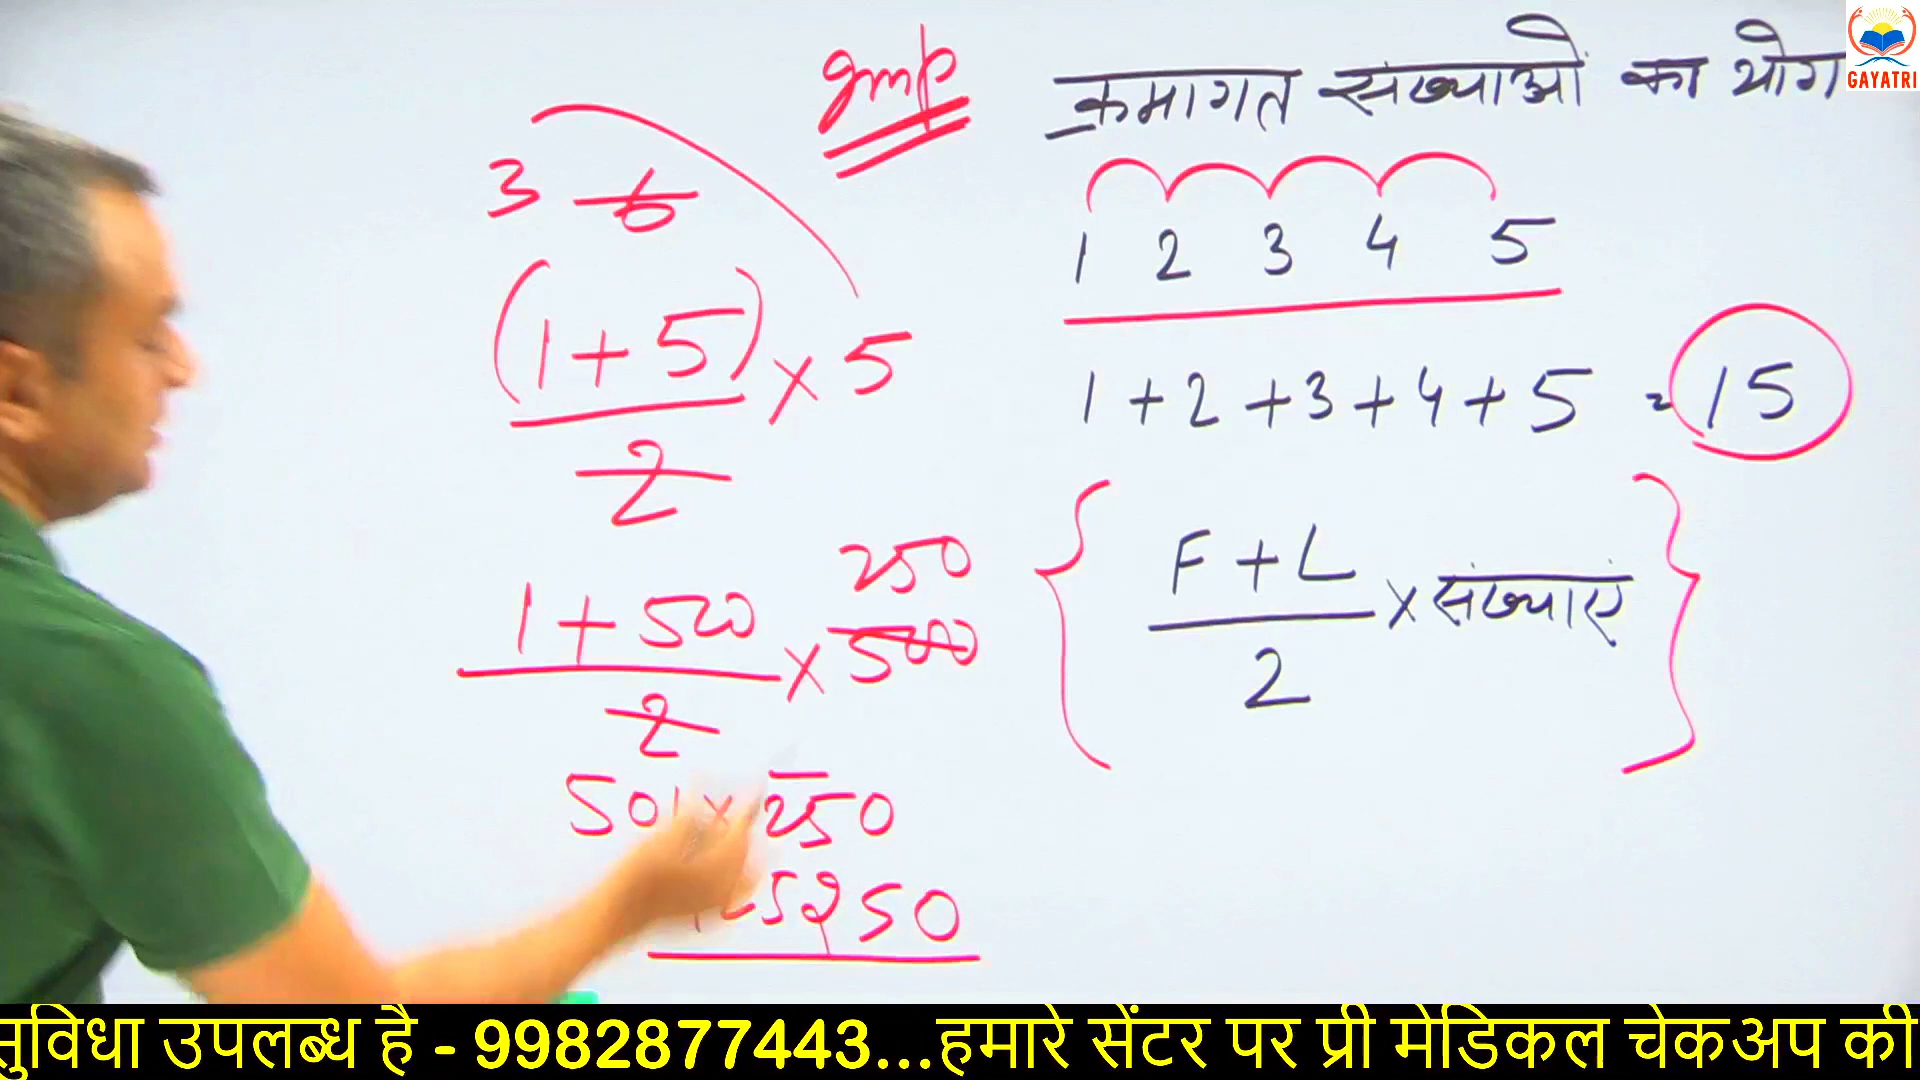 Imp
क्रमागत संख्याओं का योग
GAYATRI
1 2 3 4 5
1 + 2 + 3 + 4 + 5 = 15
F + L
2
× संख्याएं
3 6
(1 + 5) × 5
2
250
1 + 500 × 500
2
501 × 250
125250
सुविधा उपलब्ध है - 9982877443...हमारे सेंटर पर प्री मेडिकल चेकअप की